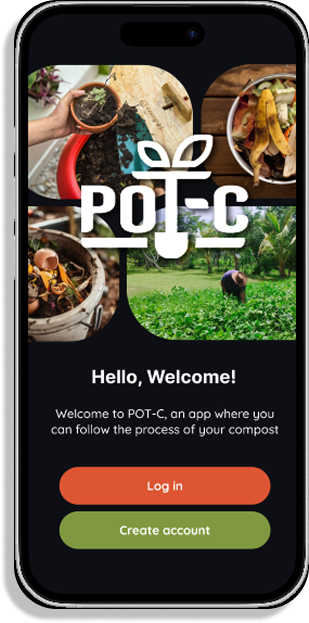 POT-C
Hello, Welcome!
Welcome to POT-C, an app where you
can follow the process of your compost
Log in
Create account